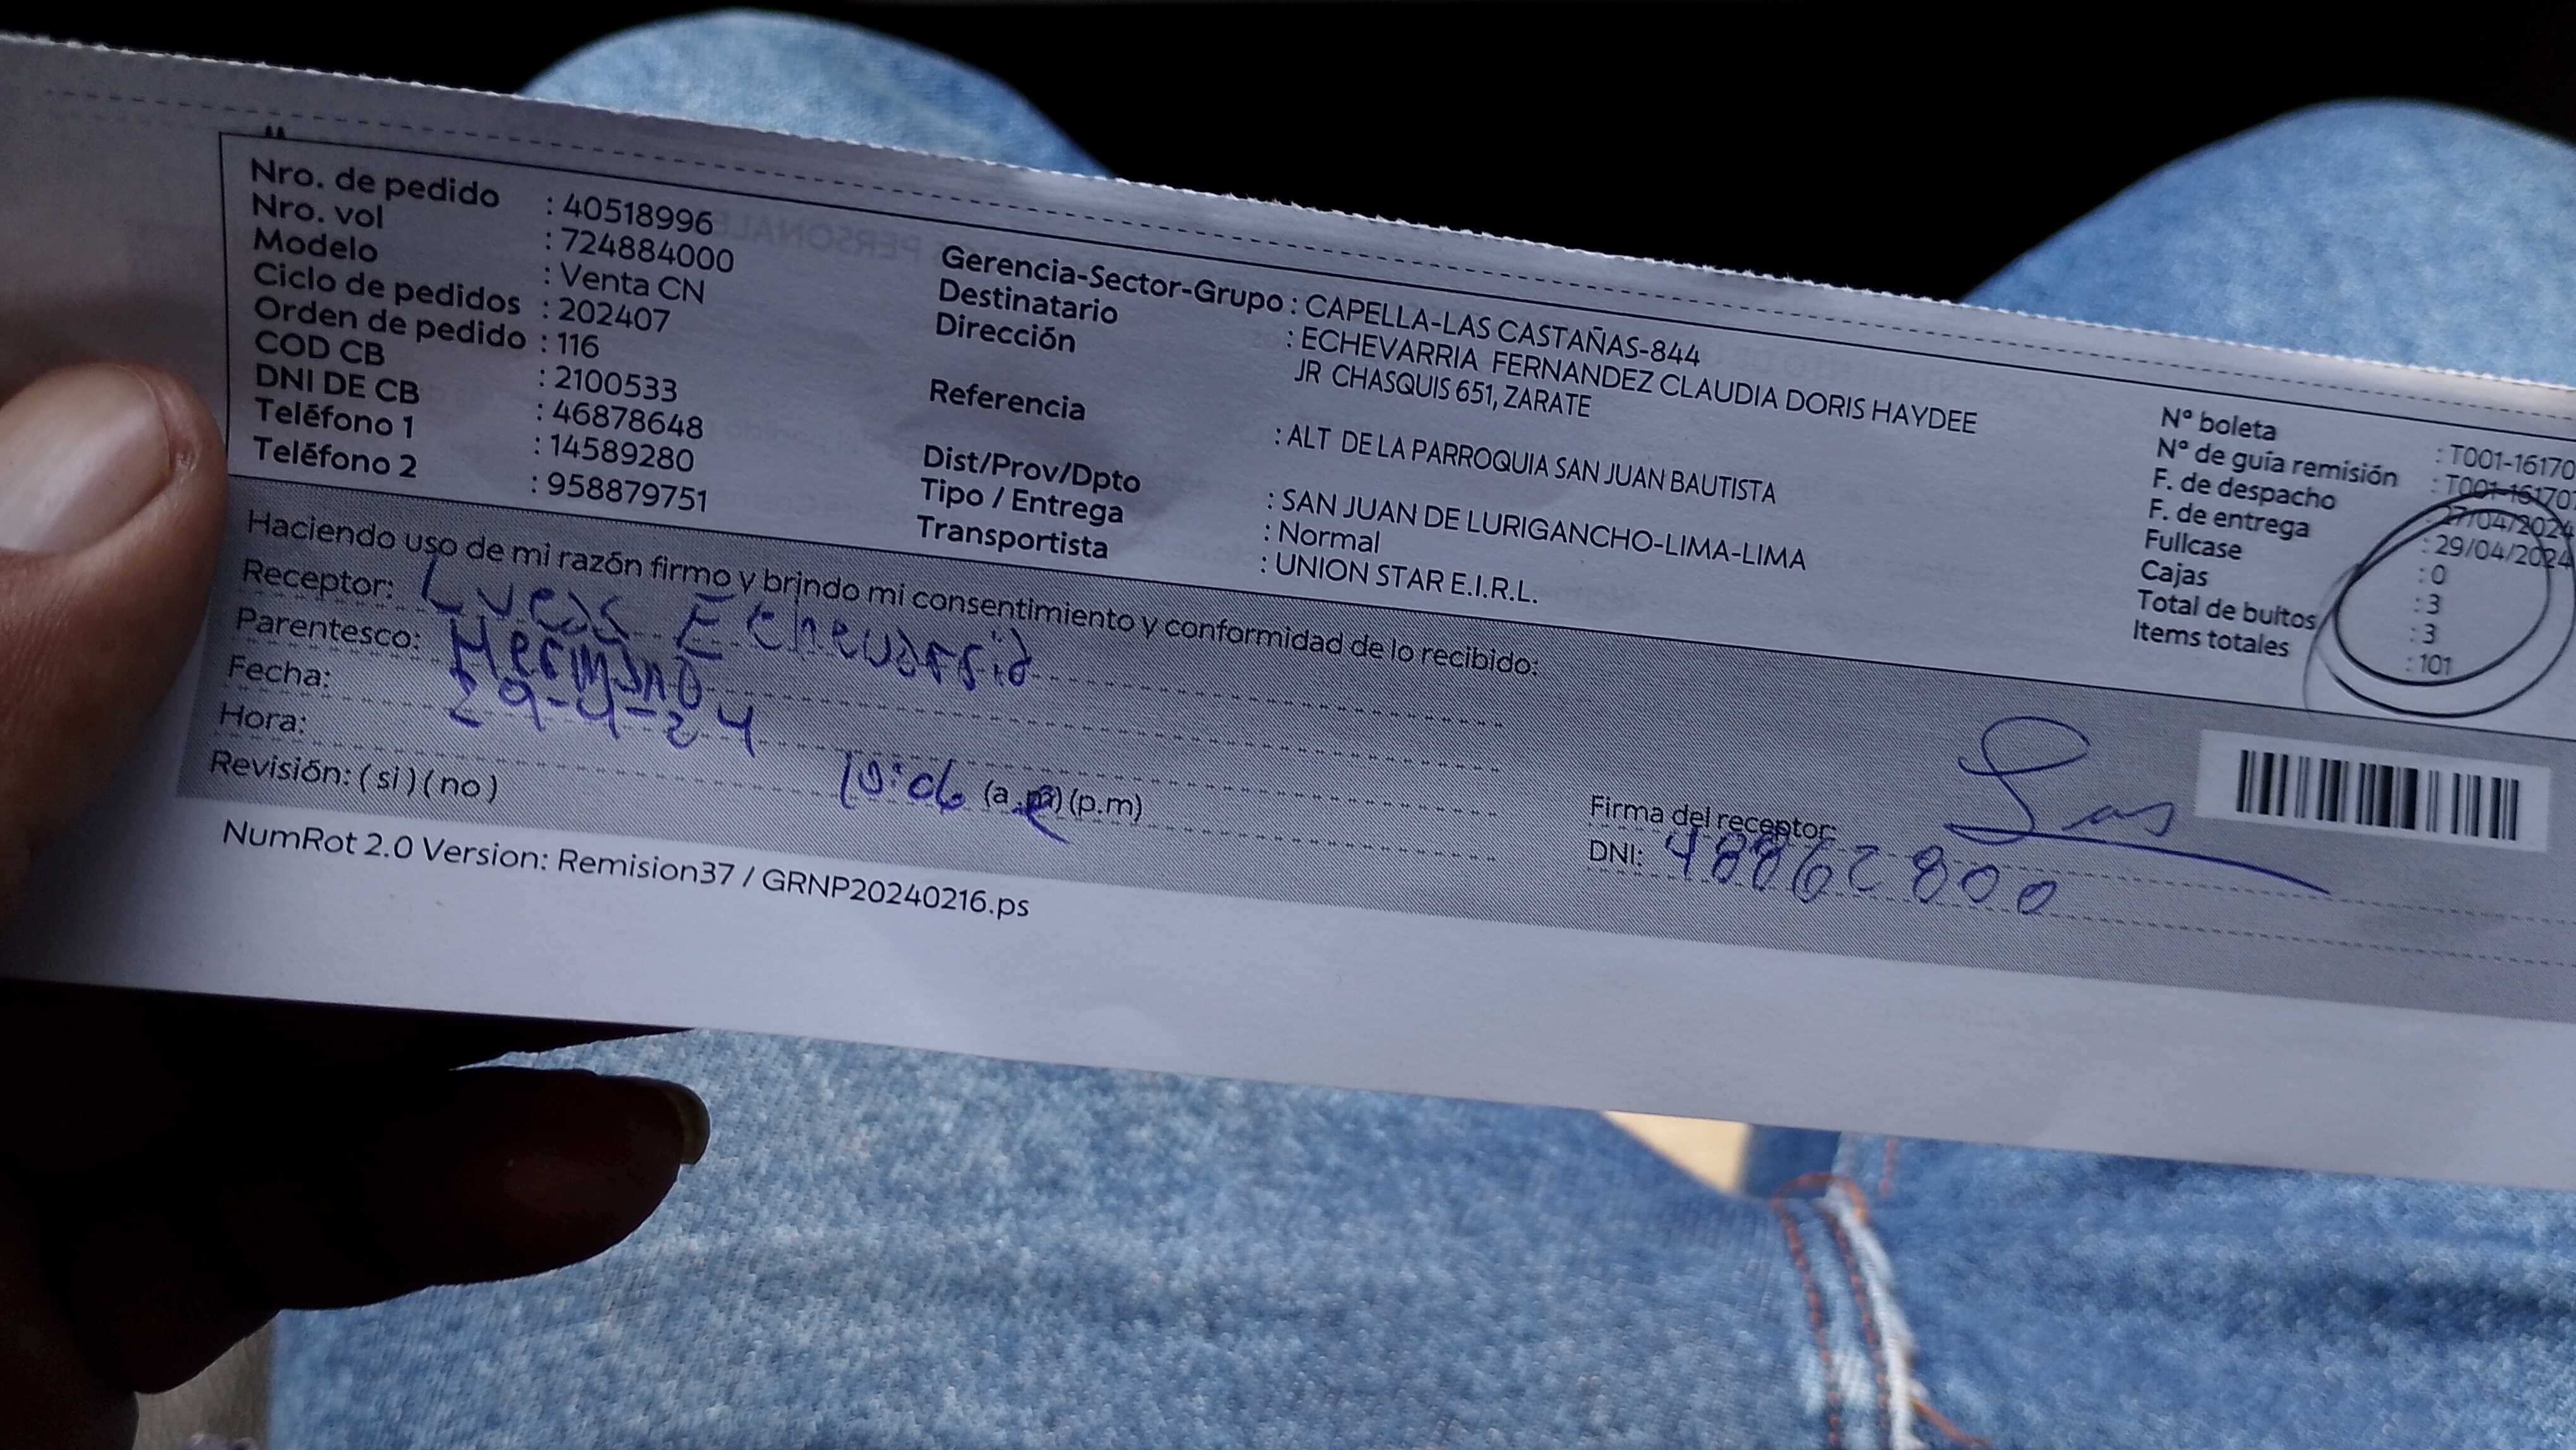 Nro. de pedido : 40518996
Nro. vol : 724884000
Modelo : Venta CN
Ciclo de pedidos : 202407
Orden de pedido : 116
COD CB : 2100533
DNI DE CB : 46878648
Teléfono 1 : 14589280
Teléfono 2 : 958879751
Gerencia-Sector-Grupo : CAPELLA-LAS CASTAÑAS-844
Destinatario : ECHEVARRIA FERNANDEZ CLAUDIA DORIS HAYDEE
Dirección JR CHASQUIS 651, ZARATE
Referencia : ALT DE LA PARROQUIA SAN JUAN BAUTISTA
Dist/Prov/Dpto : SAN JUAN DE LURIGANCHO-LIMA-LIMA
Tipo / Entrega : Normal
Transportista : UNION STAR E.I.R.L.
N° boleta : T001-16170
N° de guía remisión : T001-16170
F. de despacho : 27/04/2024
F. de entrega : 29/04/2024
Fullcase : 0
Cajas : 3
Total de bultos : 3
Items totales : 101
Haciendo uso de mi razón firmo y brindo mi consentimiento y conformidad de lo recibido:
Receptor: Lucas Echevarria
Parentesco: Hermano
Fecha: 29-4-24
Hora: 10:06 (a.m) (p.m)
Revisión: ( si ) ( no )
Firma del receptor:
DNI: 48862800
NumRot 2.0 Version: Remision37 / GRNP20240216.ps